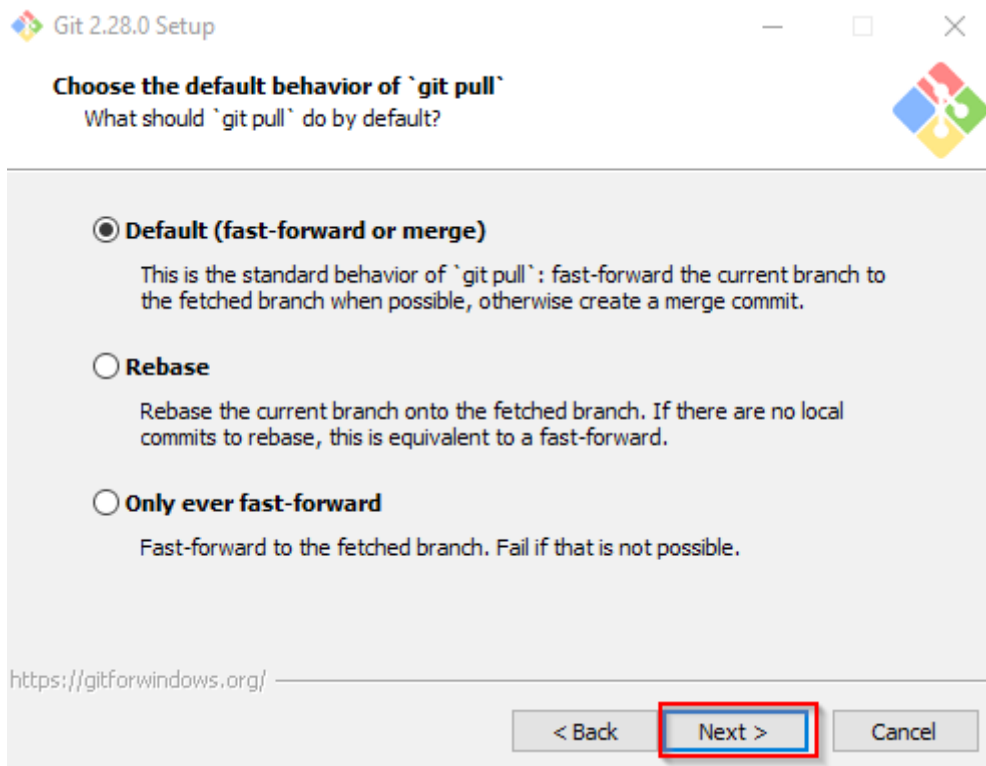 Git 2.28.0 Setup
Choose the default behavior of `git pull`
What should `git pull` do by default?
Default (fast-forward or merge)
This is the standard behavior of `git pull`: fast-forward the current branch to
the fetched branch when possible, otherwise create a merge commit.
Rebase
Rebase the current branch onto the fetched branch. If there are no local
commits to rebase, this is equivalent to a fast-forward.
Only ever fast-forward
Fast-forward to the fetched branch. Fail if that is not possible.
https://gitforwindows.org/
< Back Next > Cancel